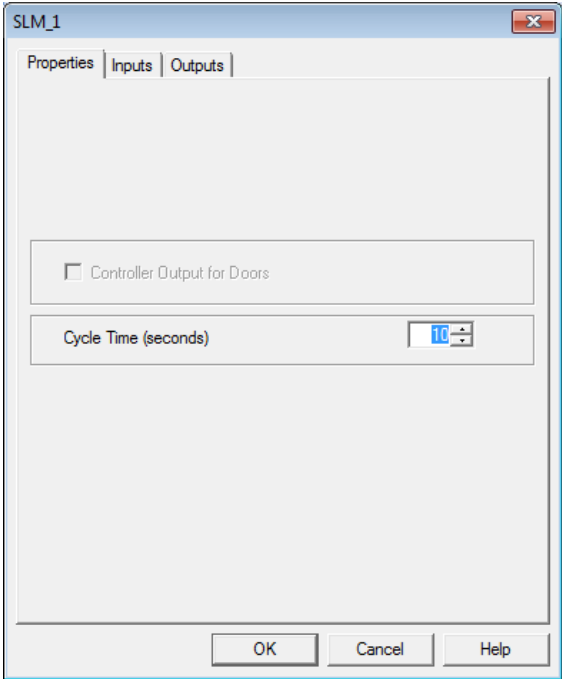 SLM_1
Properties Inputs Outputs
Controller Output for Doors
Cycle Time (seconds) 10
OK Cancel Help